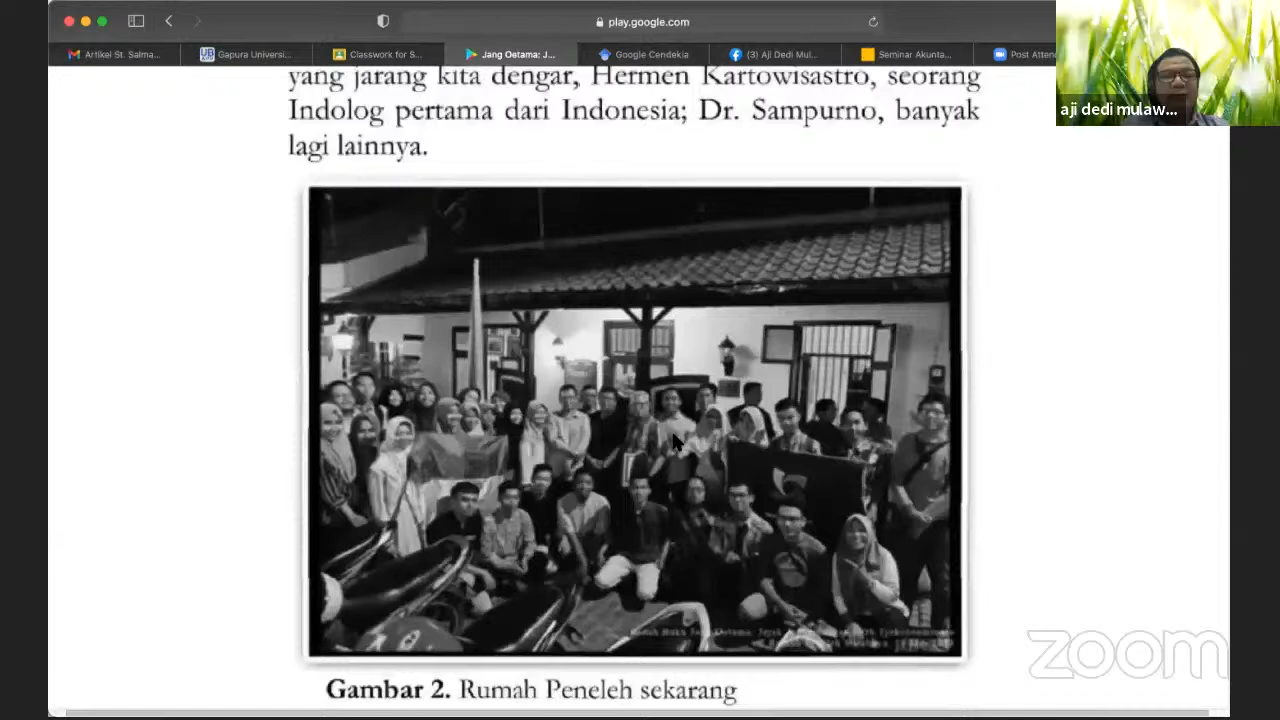 play.google.com
Artikel St. Salma...
Gapura Universi...
Classwork for S...
Jang Oetama: J...
Google Cendekia
(3) Aji Dedi Mul...
Seminar Akunta...
Post Atten
aji dedi mulaw...
yang jarang kita dengar, Hermen Kartowisastro, seorang
Indolog pertama dari Indonesia; Dr. Sampurno, banyak
lagi lainnya.
Gambar 2. Rumah Peneleh sekarang
zoom